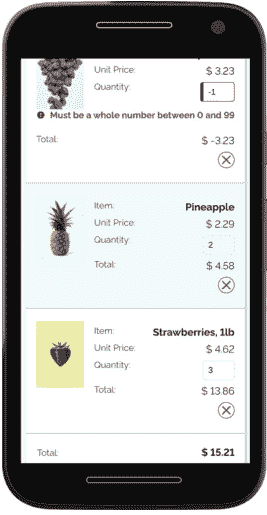 Unit Price: $ 3.23
Quantity: -1
Must be a whole number between 0 and 99
Total: $ -3.23
Item: Pineapple
Unit Price: $ 2.29
Quantity: 2
Total: $ 4.58
Item: Strawberries, 1lb
Unit Price: $ 4.62
Quantity: 3
Total: $ 13.86
Total: $ 15.21